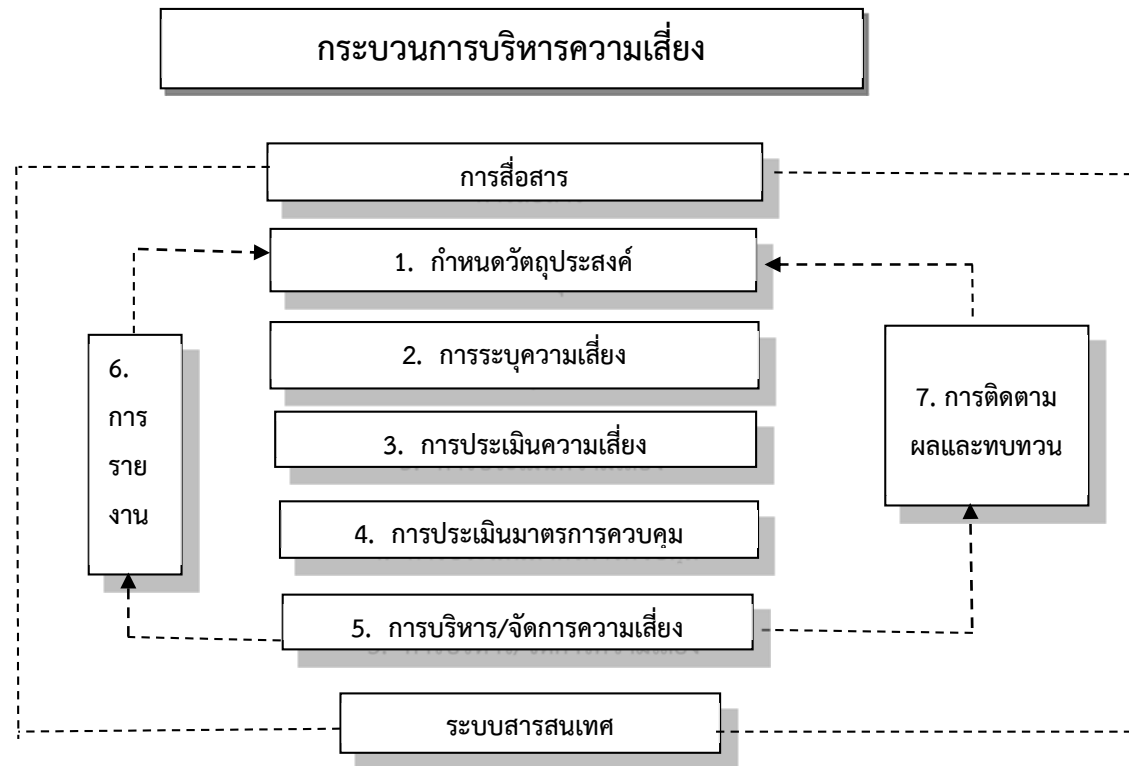 กระบวนการบริหารความเสี่ยง
การสื่อสาร
1. กำหนดวัตถุประสงค์
2. การระบุความเสี่ยง
3. การประเมินความเสี่ยง
4. การประเมินมาตรการควบคุม
5. การบริหาร/จัดการความเสี่ยง
6.
การ
ราย
งาน
7. การติดตาม
ผลและทบทวน
ระบบสารสนเทศ